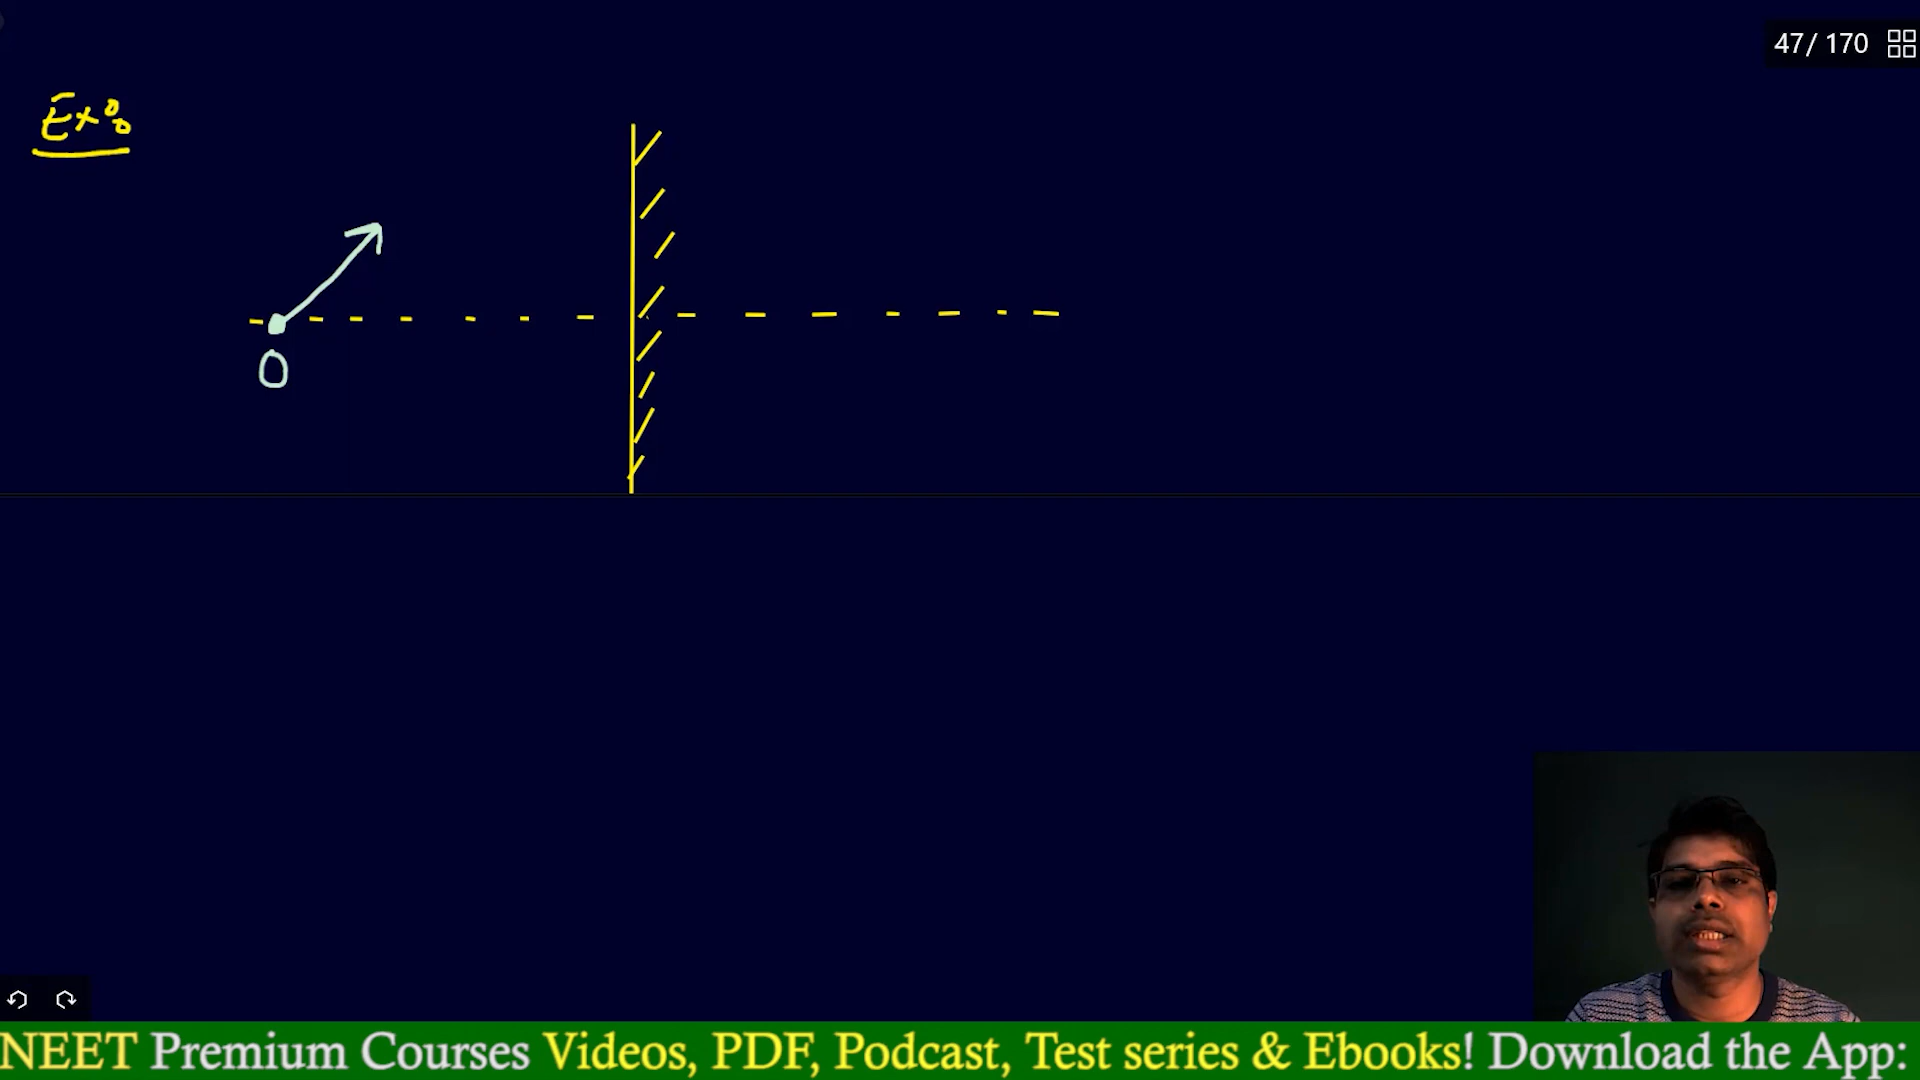 47/ 170
Ex:
O
NEET Premium Courses Videos, PDF, Podcast, Test series & Ebooks! Download the App: